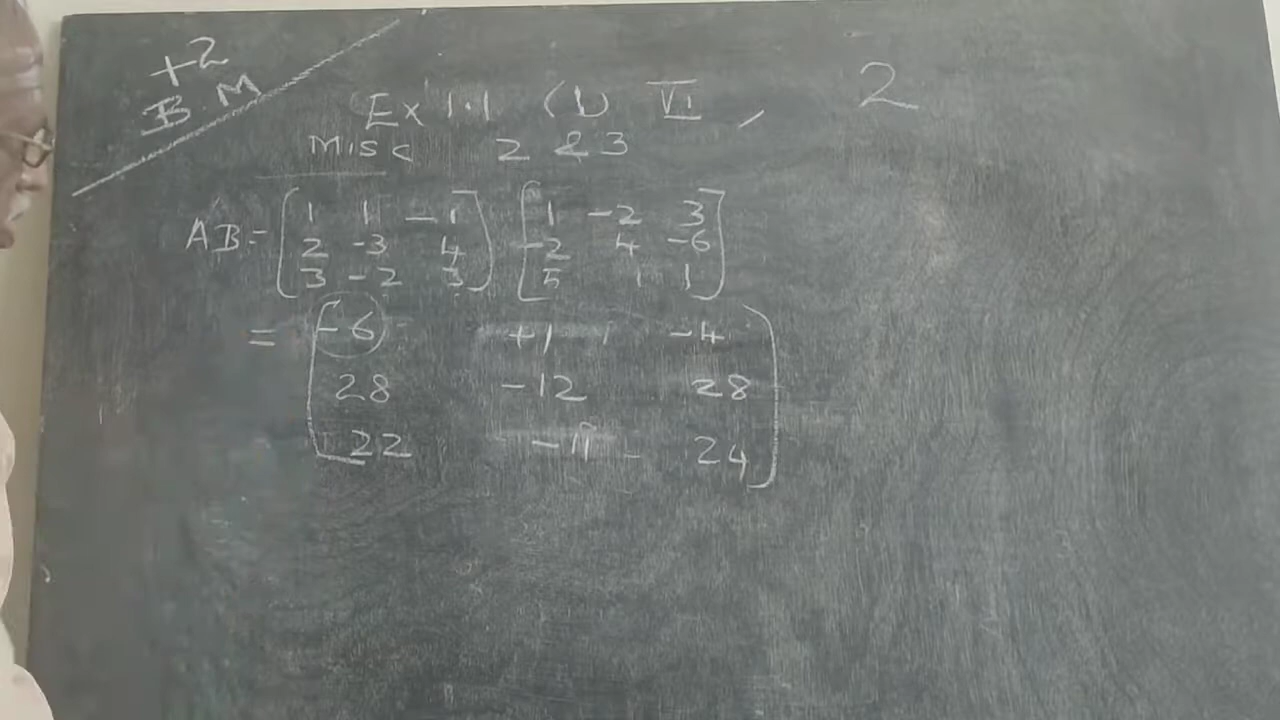 +2
B.M
Ex 1.1 (1) VI, 2
Misc 2 & 3
AB = [1 1 -1] [1 -2 3]
[2 -3 4] [-2 4 -6]
[3 -2 3] [5 1 1]
= [-6 +1 -4]
[28 -12 28]
[22 -11 24]